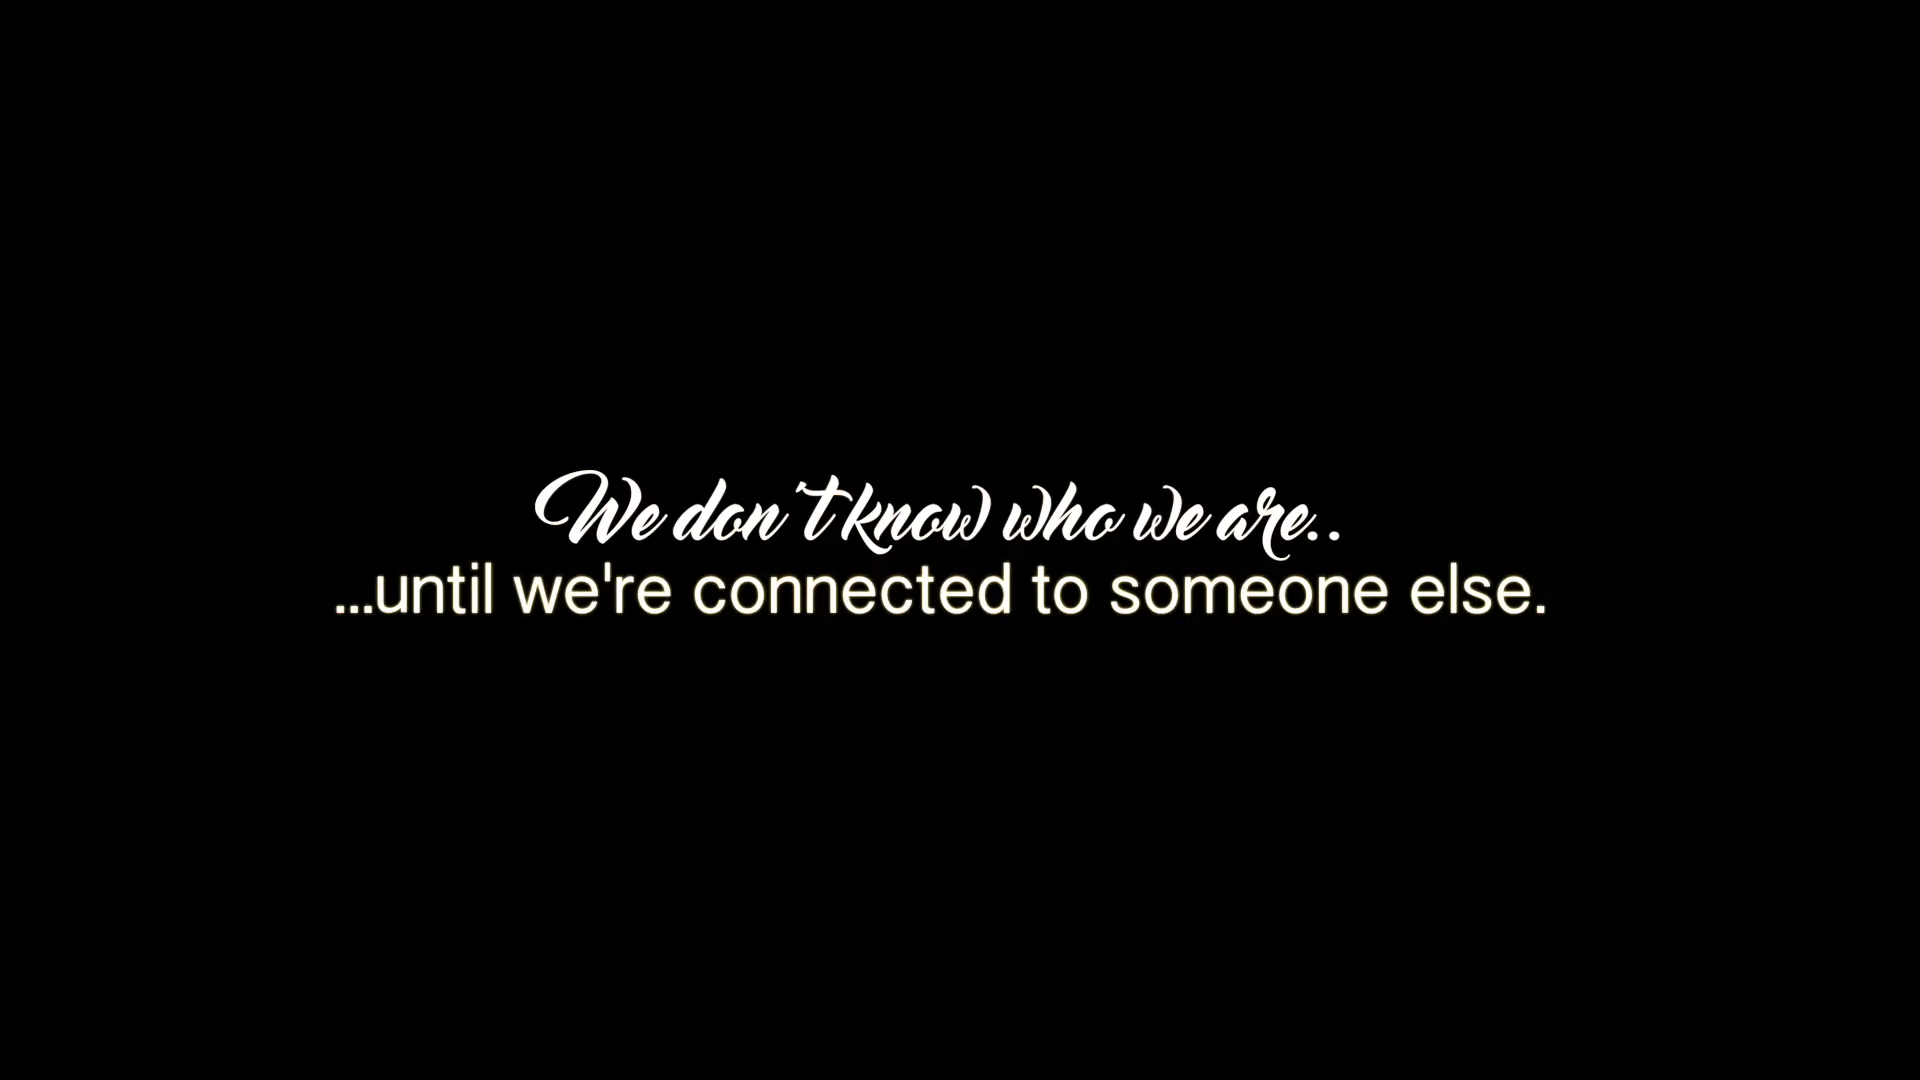 We don't know who we are..
...until we're connected to someone else.